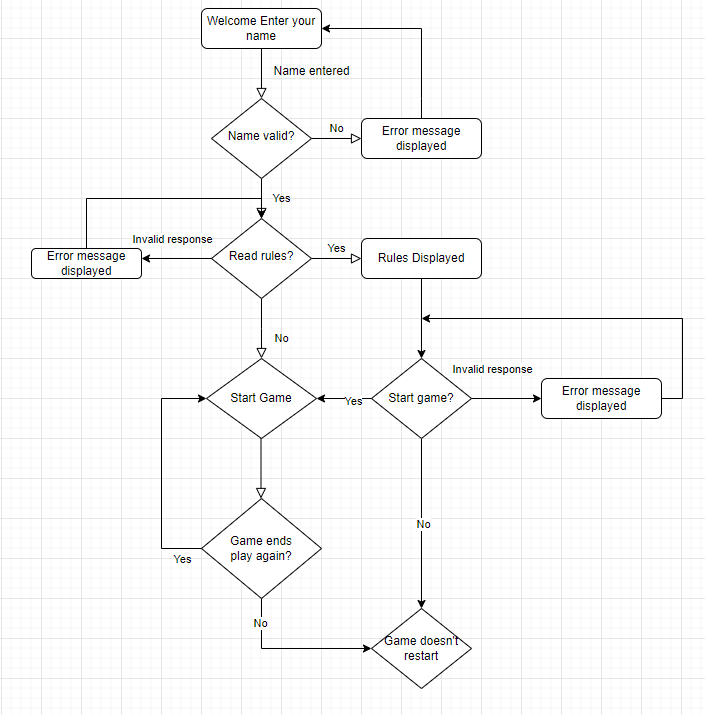 Welcome Enter your
name
Name entered
Name valid?
No
Error message
displayed
Yes
Invalid response
Error message
displayed
Read rules?
Yes
Rules Displayed
No
Start Game
Yes
Start game?
Invalid response
Error message
displayed
No
Game ends
play again?
Yes
No
Game doesn't
restart